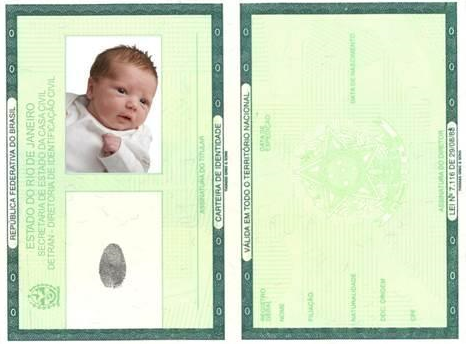 REPÚBLICA FEDERATIVA DO BRASIL
ESTADO DO RIO DE JANEIRO
SECRETARIA DE ESTADO DA CASA CIVIL
DETRAN - DIRETORIA DE IDENTIFICAÇÃO CIVIL
ASSINATURA DO TITULAR
CARTEIRA DE IDENTIDADE
VÁLIDA EM TODO O TERRITÓRIO NACIONAL
REGISTRO GERAL
DATA DE EXPEDIÇÃO
NOME
FILIAÇÃO
NATURALIDADE
DATA DE NASCIMENTO
DOC. ORIGEM
CPF
ASSINATURA DO DIRETOR
LEI Nº 7.116 DE 29/08/83